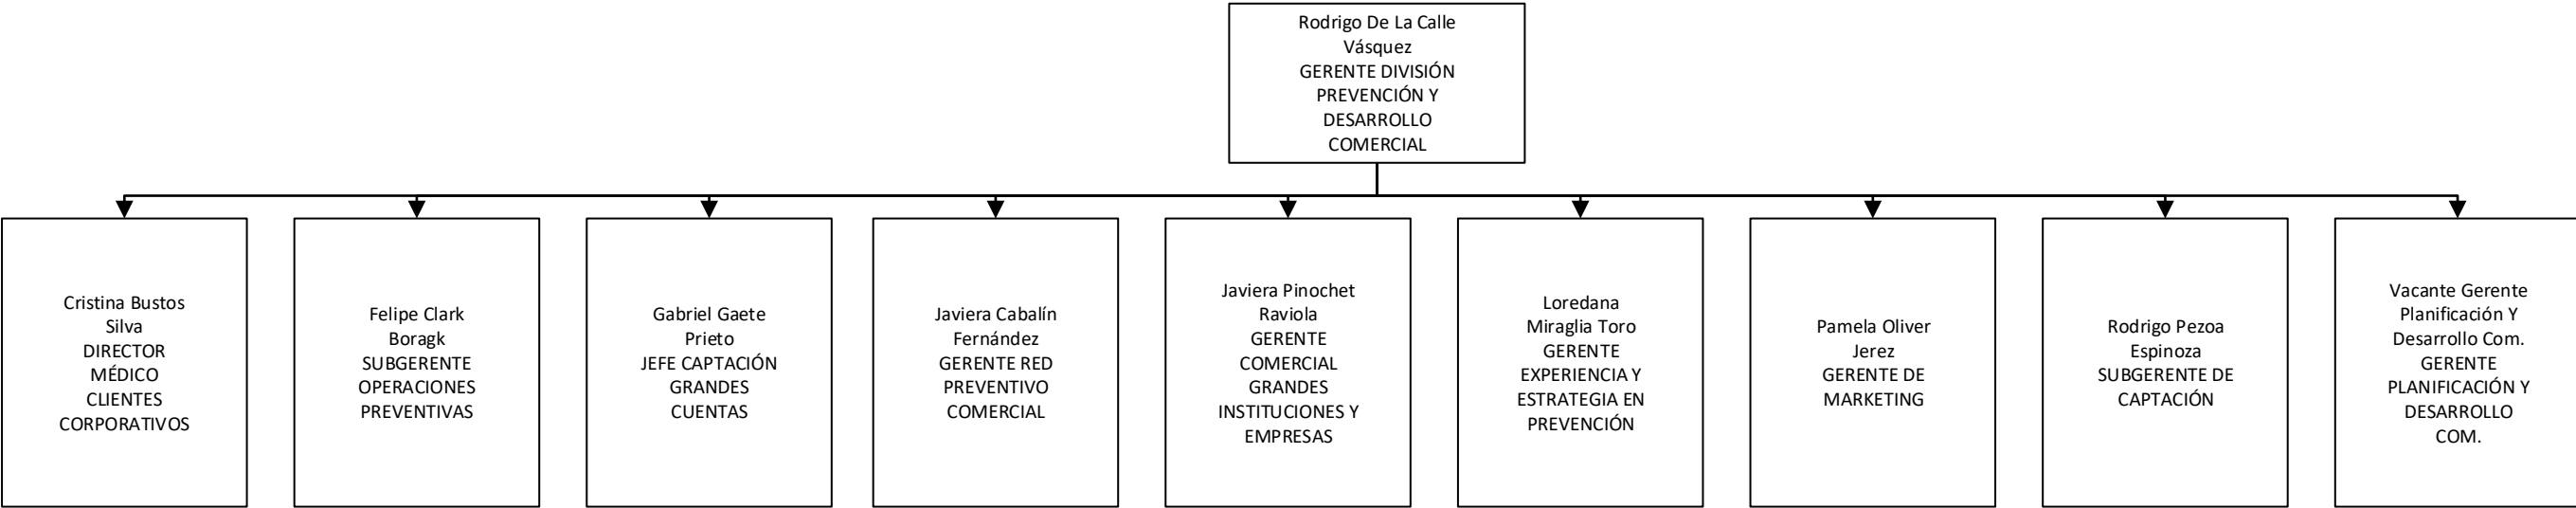 Rodrigo De La Calle
Vásquez
GERENTE DIVISIÓN
PREVENCIÓN Y
DESARROLLO
COMERCIAL
Cristina Bustos
Silva
DIRECTOR
MÉDICO
CLIENTES
CORPORATIVOS
Felipe Clark
Boragk
SUBGERENTE
OPERACIONES
PREVENTIVAS
Gabriel Gaete
Prieto
JEFE CAPTACIÓN
GRANDES
CUENTAS
Javiera Cabalín
Fernández
GERENTE RED
PREVENTIVO
COMERCIAL
Javiera Pinochet
Raviola
GERENTE
COMERCIAL
GRANDES
INSTITUCIONES Y
EMPRESAS
Loredana
Miraglia Toro
GERENTE
EXPERIENCIA Y
ESTRATEGIA EN
PREVENCIÓN
Pamela Oliver
Jerez
GERENTE DE
MARKETING
Rodrigo Pezoa
Espinoza
SUBGERENTE DE
CAPTACIÓN
Vacante Gerente
Planificación Y
Desarrollo Com.
GERENTE
PLANIFICACIÓN Y
DESARROLLO
COM.